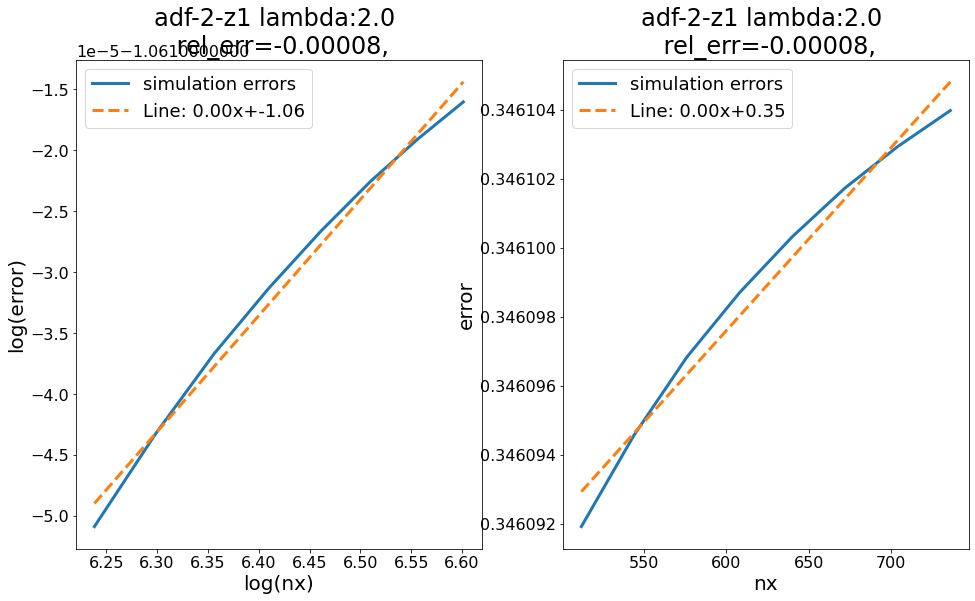 adf-2-z1 lambda:2.0
rel_err=-0.00008,
1e−5−1.0610000000
simulation errors
Line: 0.00x+-1.06
−1.5
−2.0
−2.5
−3.0
−3.5
−4.0
−4.5
−5.0
log(error)
6.25
6.30
6.35
6.40
6.45
6.50
6.55
6.60
log(nx)
adf-2-z1 lambda:2.0
rel_err=-0.00008,
simulation errors
Line: 0.00x+0.35
0.346104
0.346102
0.346100
0.346098
0.346096
0.346094
0.346092
error
550
600
650
700
nx